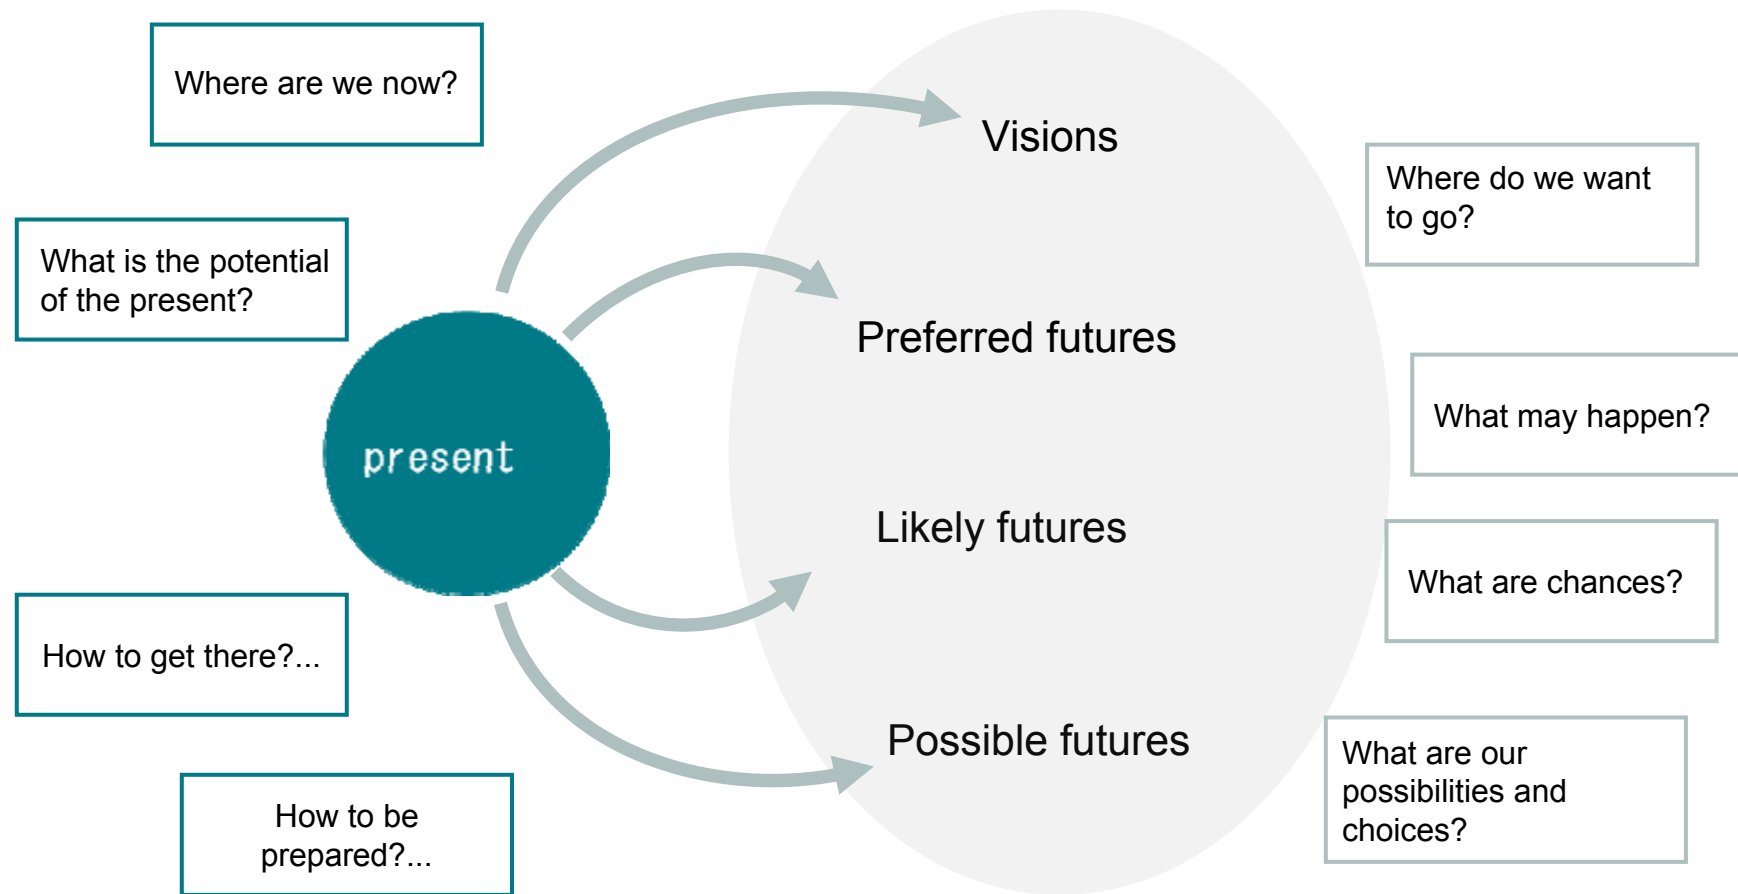 Where are we now?
What is the potential
of the present?
present
How to get there?...
How to be
prepared?...
Visions
Preferred futures
Likely futures
Possible futures
Where do we want
to go?
What may happen?
What are chances?
What are our
possibilities and
choices?